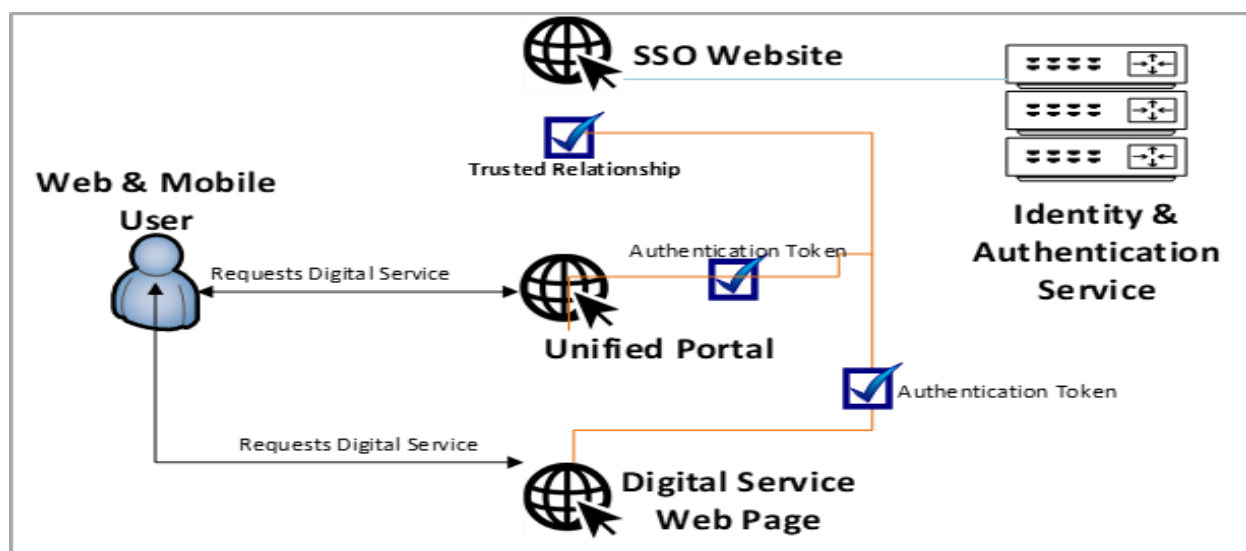 SSO Website
Trusted Relationship
Web & Mobile
User
Identity &
Authentication
Service
Authentication Token
Requests Digital Service
Unified Portal
Authentication Token
Requests Digital Service
Digital Service
Web Page